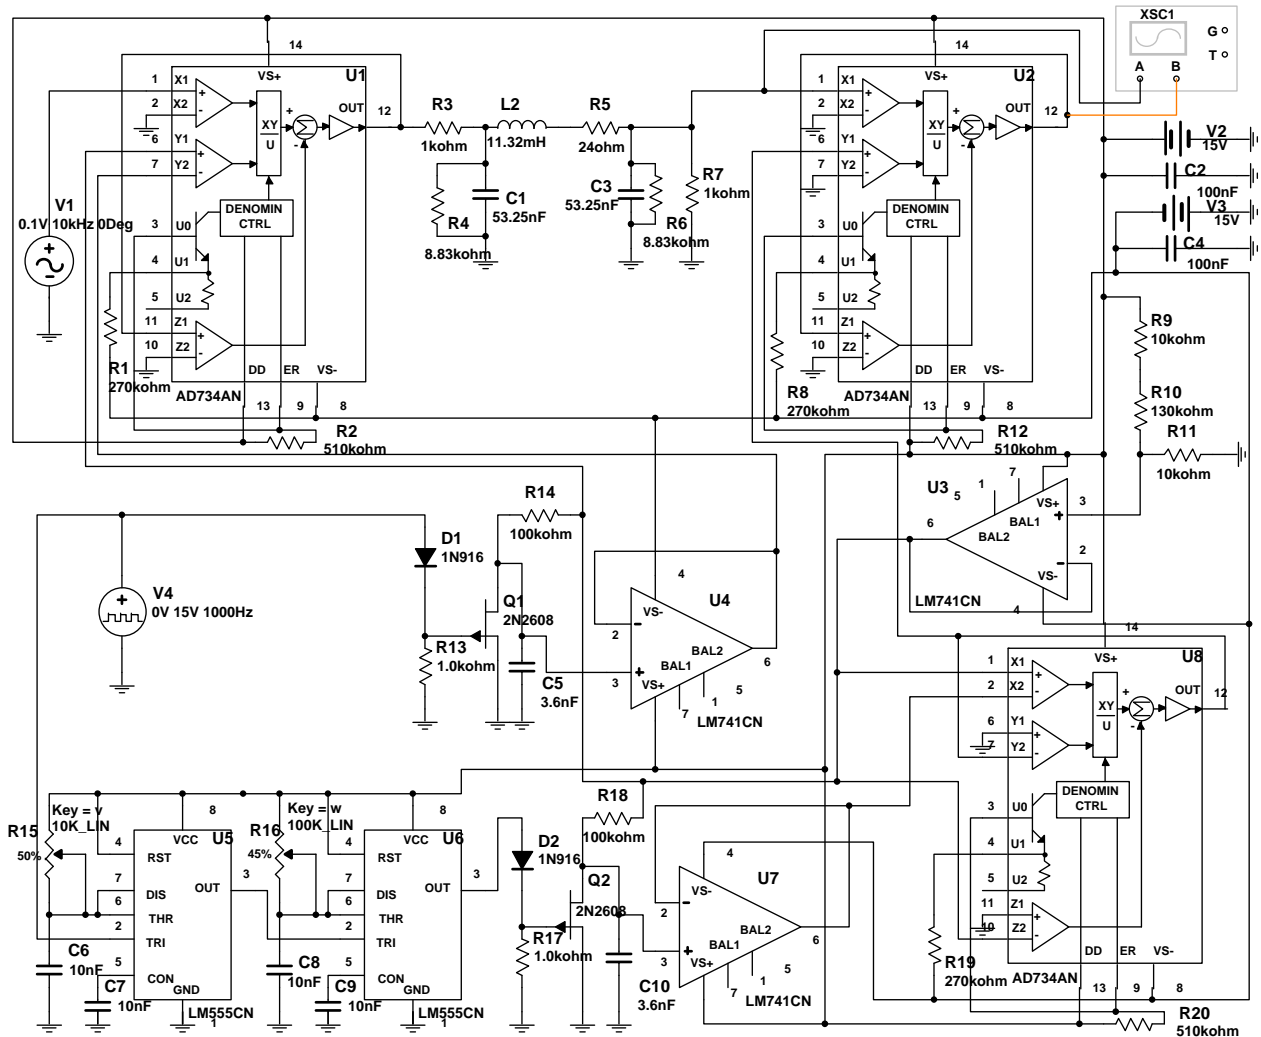 XSC1
G
T
A B
14
U1
VS+
1 X1
2 X2
6 Y1
7 Y2
XY
U
+
-
OUT
12
3 U0
4 U1
5 U2
11 Z1
10 Z2
DENOMIN
CTRL
DD ER VS-
13 9 8
AD734AN
V1
0.1V 10kHz 0Deg
R1
270kohm
R2
510kohm
R3
1kohm
L2
11.32mH
R5
24ohm
C1
53.25nF
R4
8.83kohm
C3
53.25nF
R6
8.83kohm
R7
1kohm
14
U2
VS+
1 X1
2 X2
6 Y1
7 Y2
XY
U
+
-
OUT
12
3 U0
4 U1
5 U2
11 Z1
10 Z2
DENOMIN
CTRL
DD ER VS-
13 9 8
AD734AN
R8
270kohm
R12
510kohm
V2
15V
C2
100nF
V3
15V
C4
100nF
R9
10kohm
R10
130kohm
R11
10kohm
U3
5
1
7
VS+
BAL1
BAL2
VS-
3
2
6
4
LM741CN
R14
100kohm
D1
1N916
V4
0V 15V 1000Hz
Q1
2N2608
R13
1.0kohm
C5
3.6nF
4
U4
VS-
2
BAL2
BAL1
6
VS+
3
5
1
7
LM741CN
14
U8
VS+
1 X1
2 X2
6 Y1
7 Y2
XY
U
+
-
OUT
12
3 U0
4 U1
5 U2
11 Z1
10 Z2
DENOMIN
CTRL
DD ER VS-
13 9 8
AD734AN
R19
270kohm
R20
510kohm
Key = v
R15 10K_LIN
50%
8
VCC
U5
4 RST
7 DIS
6 THR
2 TRI
5 CON
GND
OUT 3
LM555CN
1
C6
10nF
C7
10nF
Key = w
R16 100K_LIN
45%
8
VCC
U6
4 RST
7 DIS
6 THR
2 TRI
5 CON
GND
OUT 3
LM555CN
1
C8
10nF
C9
10nF
R18
100kohm
D2
1N916
Q2
2N2608
R17
1.0kohm
C10
3.6nF
4
U7
VS-
2
BAL2
BAL1
6
VS+
3
5
1
7
LM741CN